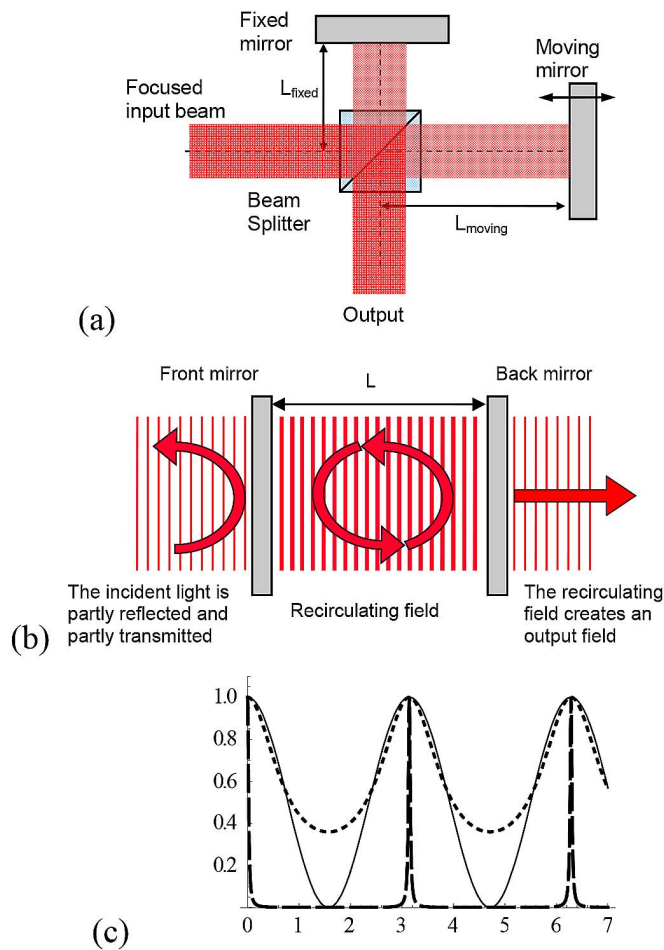 Fixed
mirror
Moving
mirror
Focused
input beam
Lfixed
Beam
Splitter
Lmoving
Output
(a)
Front mirror
L
Back mirror
The incident light is
partly reflected and
partly transmitted
Recirculating field
The recirculating
field creates an
output field
(b)
1.0
0.8
0.6
0.4
0.2
0 1 2 3 4 5 6 7
(c)